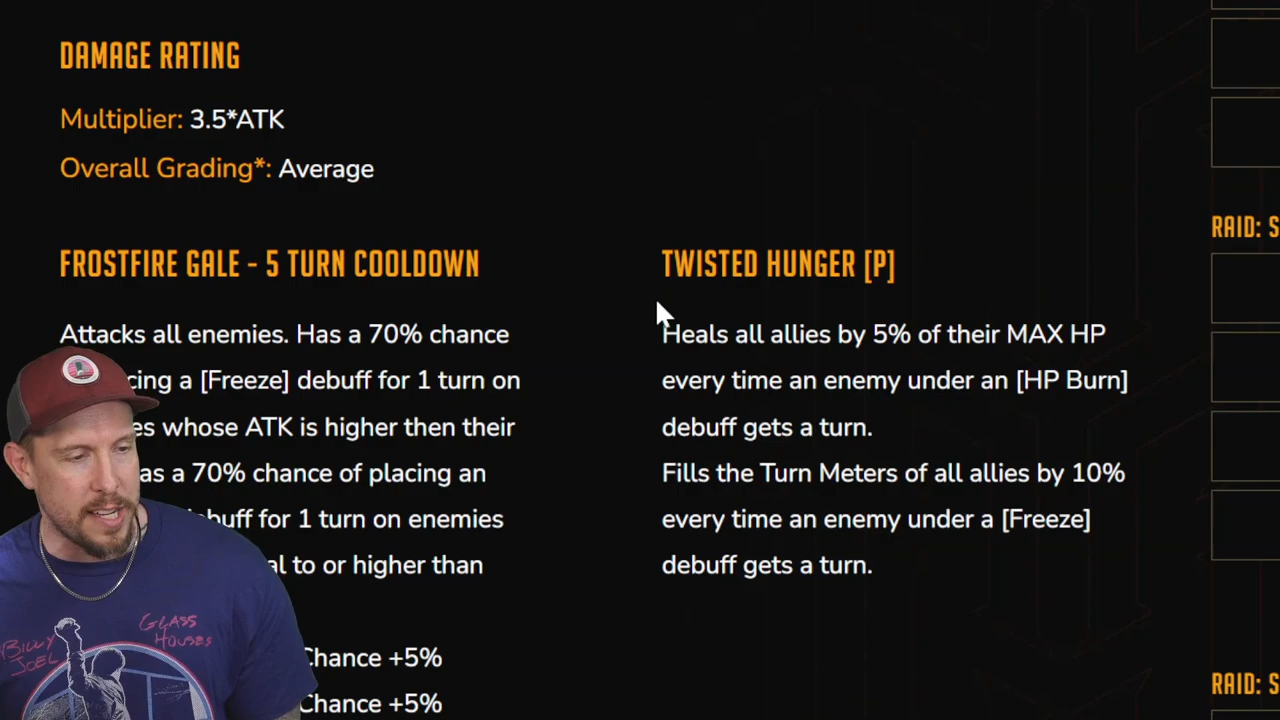 DAMAGE RATING
Multiplier: 3.5*ATK
Overall Grading*: Average
FROSTFIRE GALE - 5 TURN COOLDOWN
Attacks all enemies. Has a 70% chance
cing a [Freeze] debuff for 1 turn on
es whose ATK is higher then their
as a 70% chance of placing an
buff for 1 turn on enemies
al to or higher than
Chance +5%
Chance +5%
TWISTED HUNGER [P]
Heals all allies by 5% of their MAX HP
every time an enemy under an [HP Burn]
debuff gets a turn.
Fills the Turn Meters of all allies by 10%
every time an enemy under a [Freeze]
debuff gets a turn.
RAID: S
RAID: S
BILLY JOEL
GLASS HOUSES